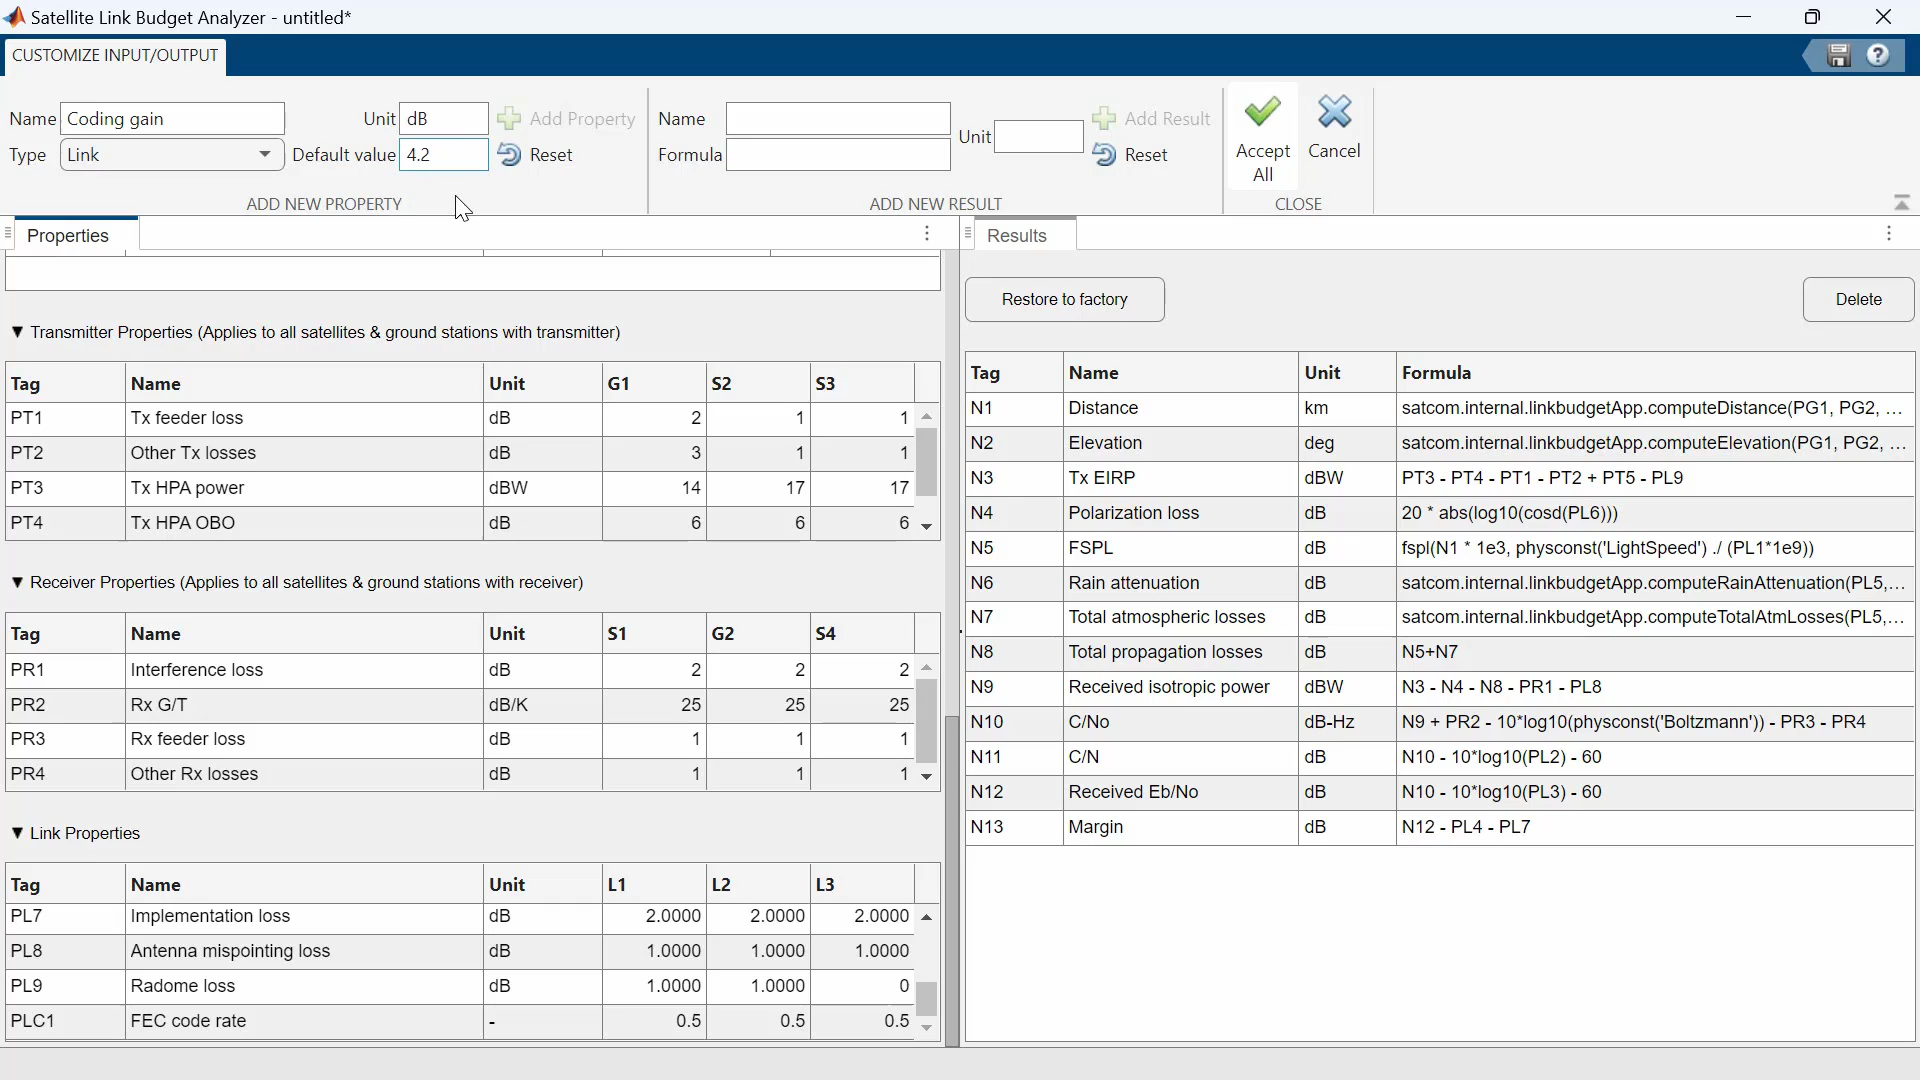 Satellite Link Budget Analyzer - untitled*
CUSTOMIZE INPUT/OUTPUT
Name Coding gain Unit dB Add Property
Type Link Default value 4.2 Reset
ADD NEW PROPERTY
Name Add Result
Unit
Formula Reset
ADD NEW RESULT
Accept All
Cancel
CLOSE
Properties
Transmitter Properties (Applies to all satellites & ground stations with transmitter)
Tag Name Unit G1 S2 S3
PT1 Tx feeder loss dB 2 1 1
PT2 Other Tx losses dB 3 1 1
PT3 Tx HPA power dBW 14 17 17
PT4 Tx HPA OBO dB 6 6 6
Receiver Properties (Applies to all satellites & ground stations with receiver)
Tag Name Unit S1 G2 S4
PR1 Interference loss dB 2 2 2
PR2 Rx G/T dB/K 25 25 25
PR3 Rx feeder loss dB 1 1 1
PR4 Other Rx losses dB 1 1 1
Link Properties
Tag Name Unit L1 L2 L3
PL7 Implementation loss dB 2.0000 2.0000 2.0000
PL8 Antenna mispointing loss dB 1.0000 1.0000 1.0000
PL9 Radome loss dB 1.0000 1.0000 0
PLC1 FEC code rate - 0.5 0.5 0.5
Results
Restore to factory Delete
Tag Name Unit Formula
N1 Distance km satcom.internal.linkbudgetApp.computeDistance(PG1, PG2, ...
N2 Elevation deg satcom.internal.linkbudgetApp.computeElevation(PG1, PG2, ...
N3 Tx EIRP dBW PT3 - PT4 - PT1 - PT2 + PT5 - PL9
N4 Polarization loss dB 20 * abs(log10(cosd(PL6)))
N5 FSPL dB fspl(N1 * 1e3, physconst('LightSpeed') ./ (PL1*1e9))
N6 Rain attenuation dB satcom.internal.linkbudgetApp.computeRainAttenuation(PL5,...
N7 Total atmospheric losses dB satcom.internal.linkbudgetApp.computeTotalAtmLosses(PL5,...
N8 Total propagation losses dB N5+N7
N9 Received isotropic power dBW N3 - N4 - N8 - PR1 - PL8
N10 C/No dB-Hz N9 + PR2 - 10*log10(physconst('Boltzmann')) - PR3 - PR4
N11 C/N dB N10 - 10*log10(PL2) - 60
N12 Received Eb/No dB N10 - 10*log10(PL3) - 60
N13 Margin dB N12 - PL4 - PL7